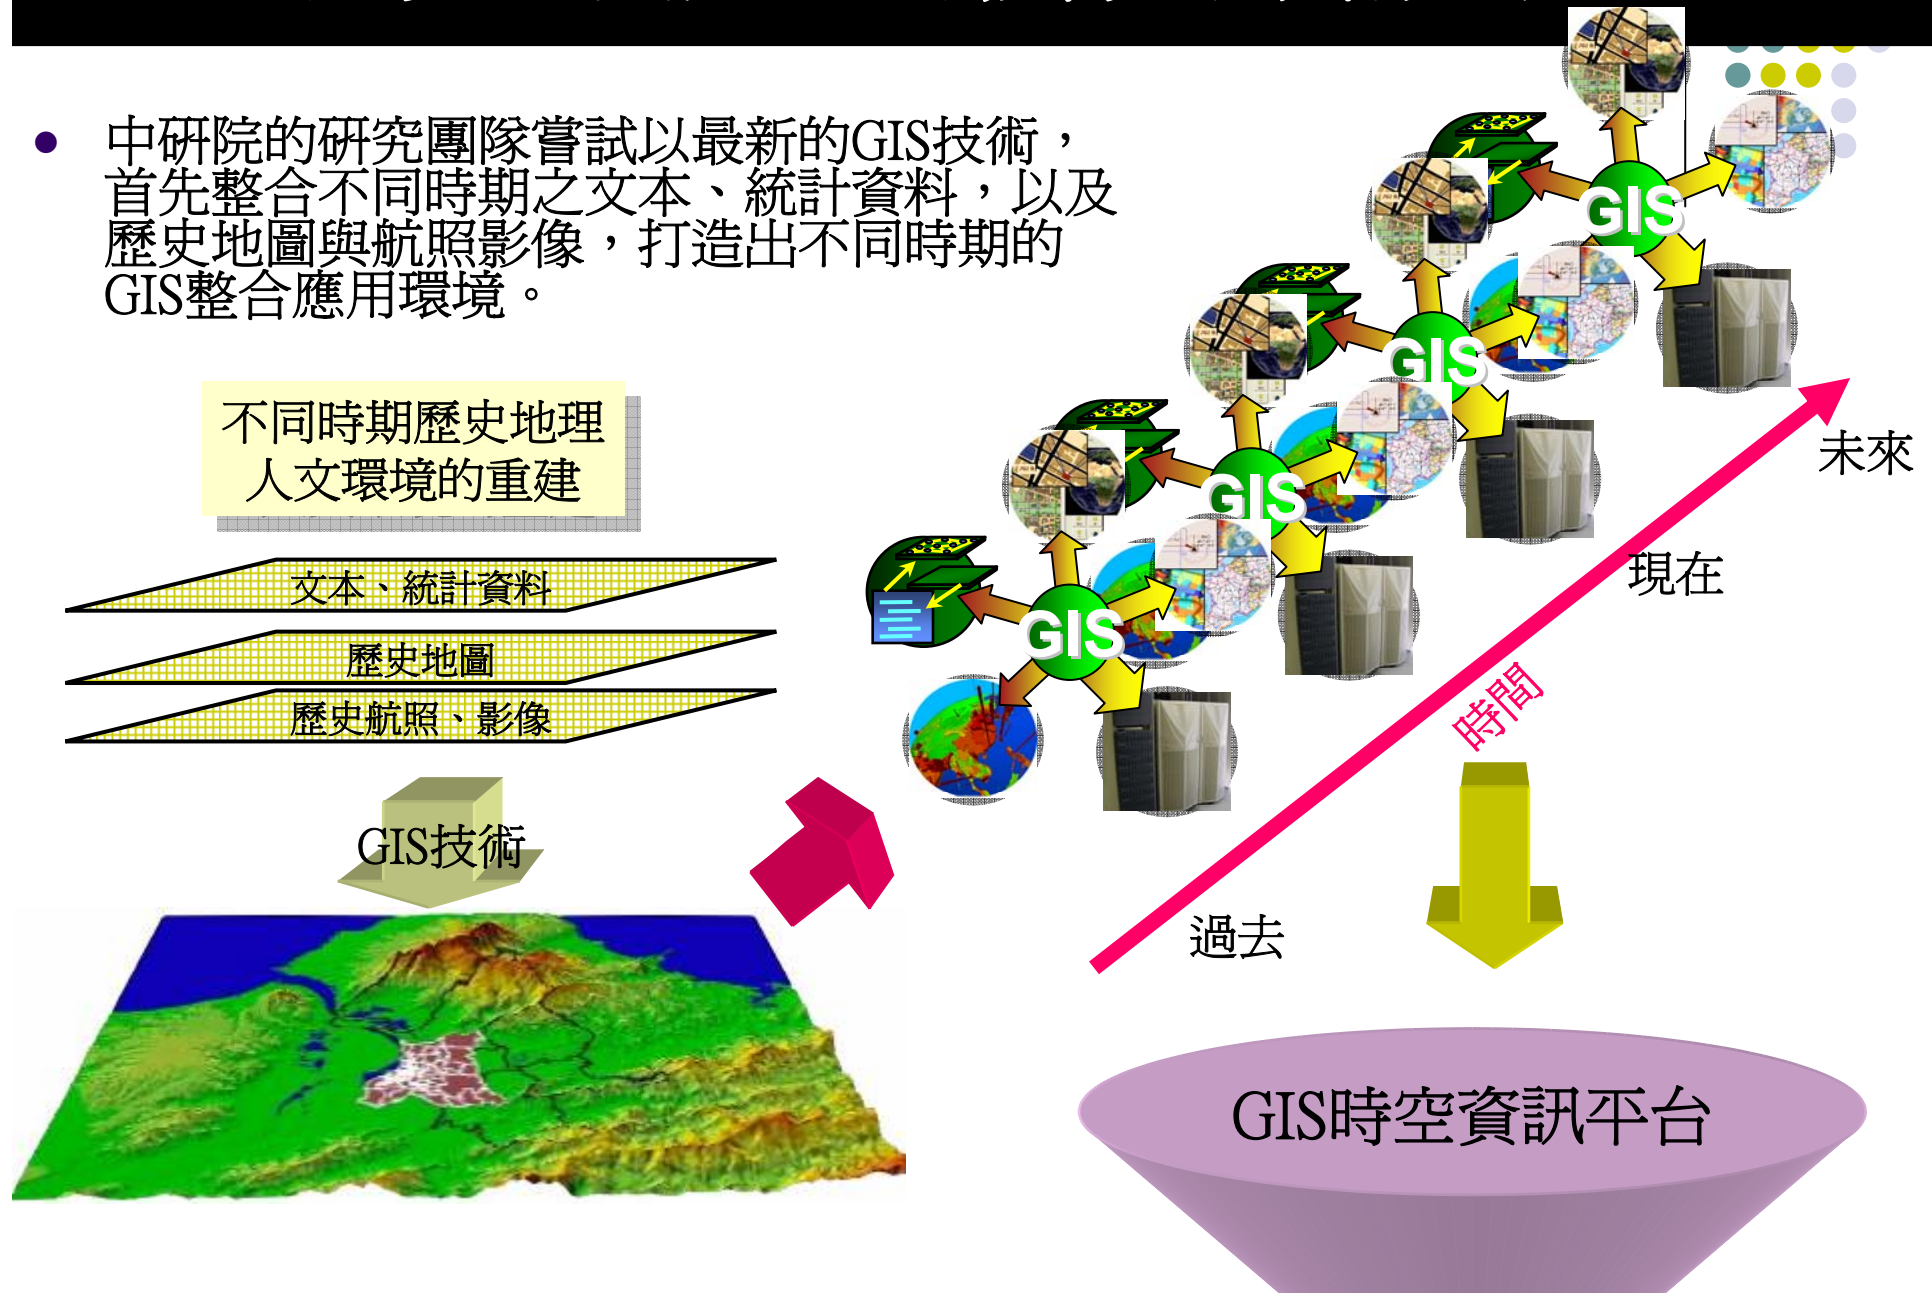 中研院的研究團隊嘗試以最新的GIS技術，
首先整合不同時期之文本、統計資料，以及
歷史地圖與航照影像，打造出不同時期的
GIS整合應用環境。
不同時期歷史地理
人文環境的重建
文本、統計資料
歷史地圖
歷史航照、影像
GIS技術
GIS
GIS
GIS
GIS
未來
現在
時間
過去
GIS時空資訊平台